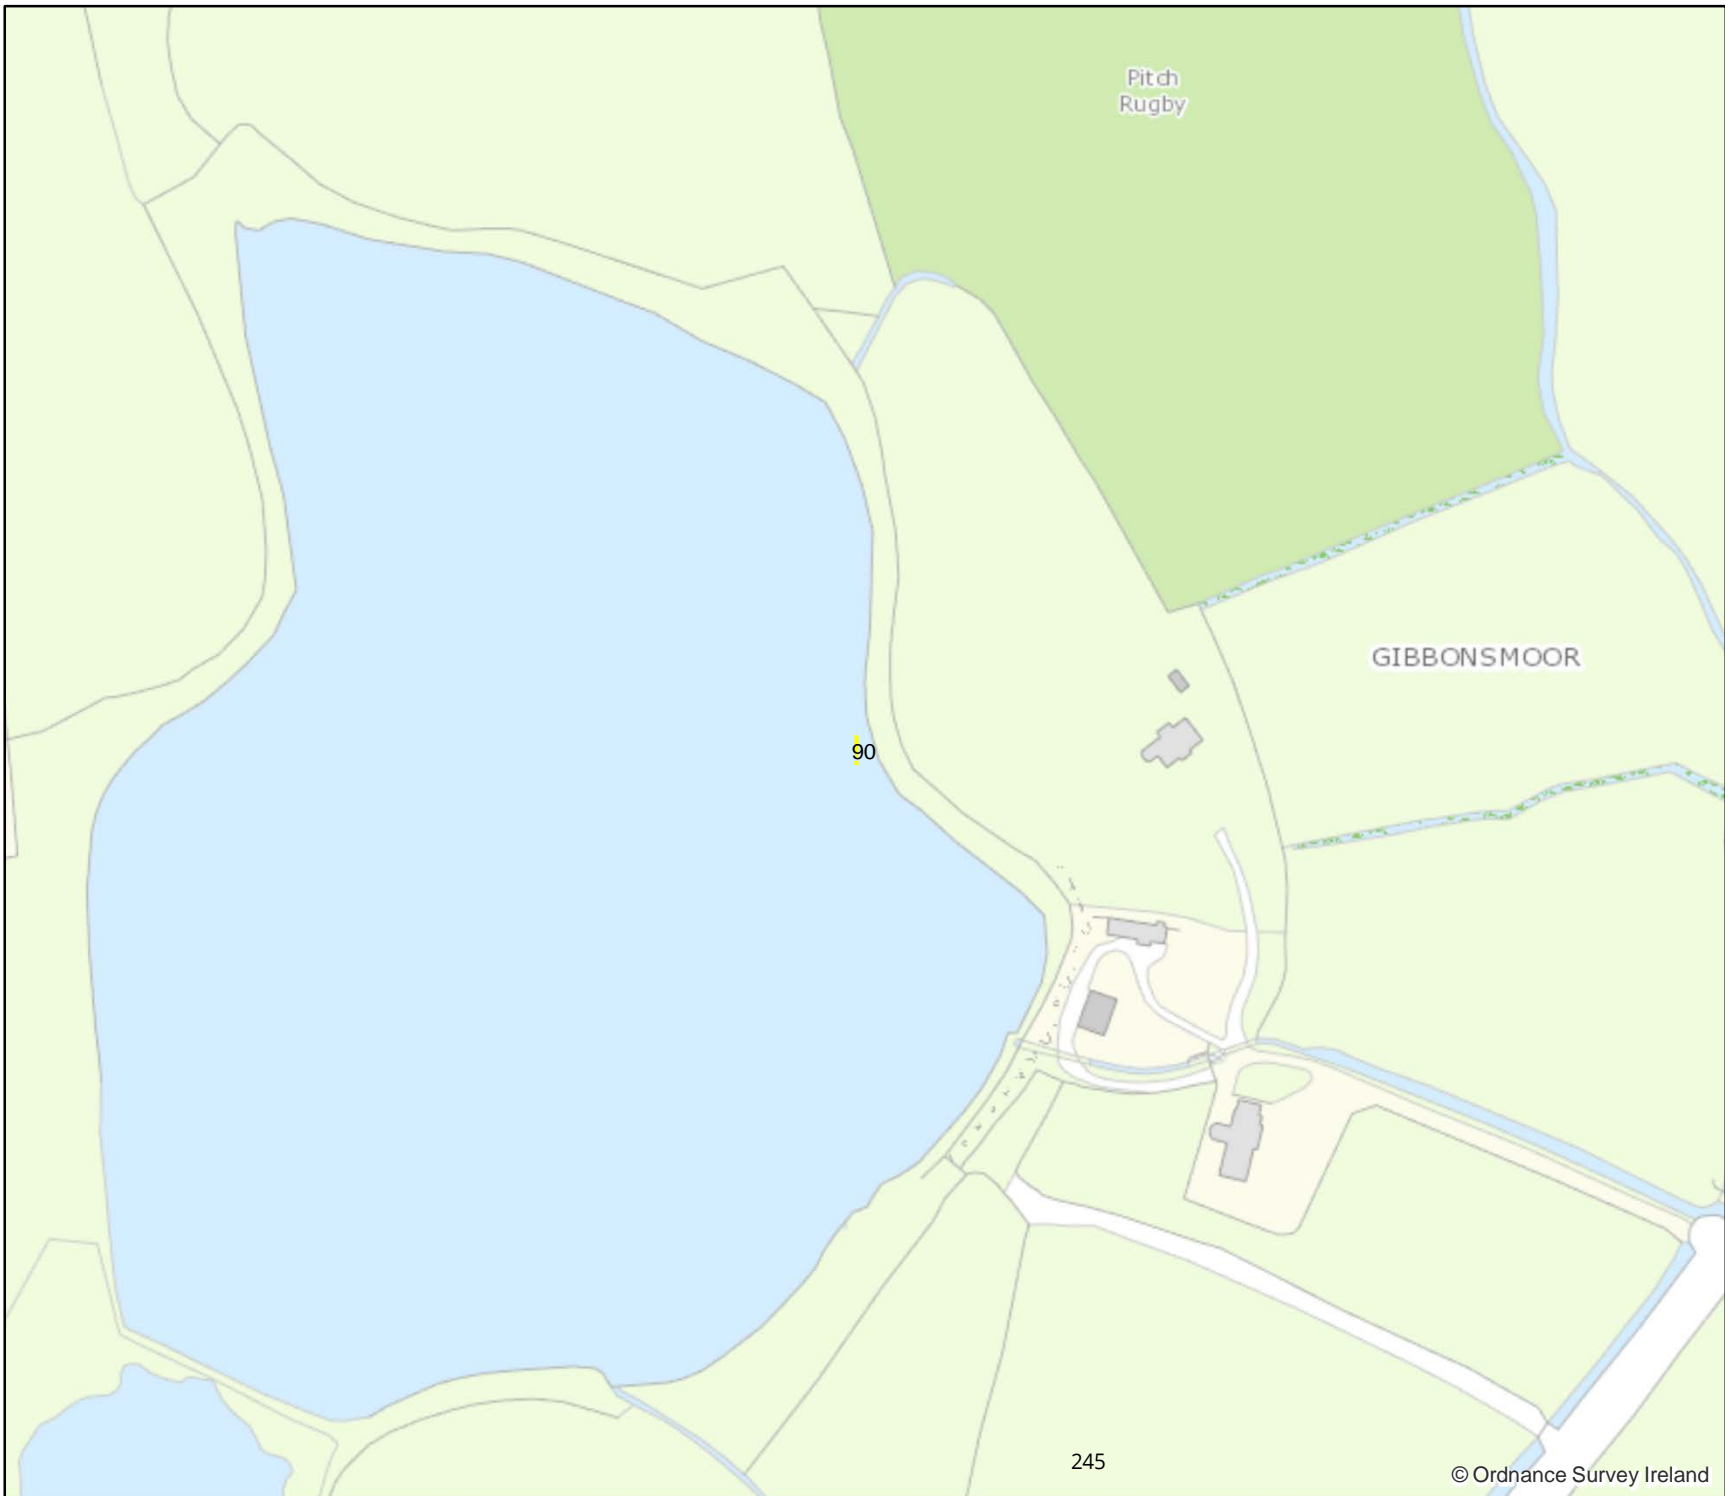 Pitch
Rugby
GIBBONSMOOR
90
245
© Ordnance Survey Ireland